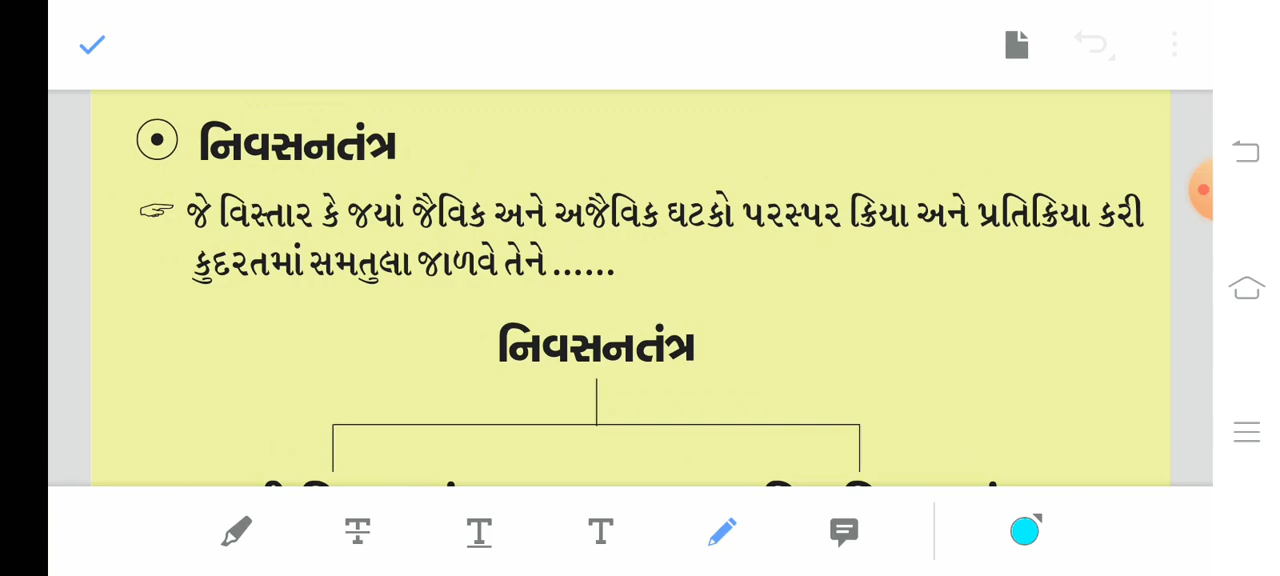 નિવસનતંત્ર
☞ જે વિસ્તાર કે જયાં જૈવિક અને અજૈવિક ઘટકો પરસ્પર ક્રિયા અને પ્રતિક્રિયા કરી
કુદરતમાં સમતુલા જાળવે તેને ......
નિવસનતંત્ર